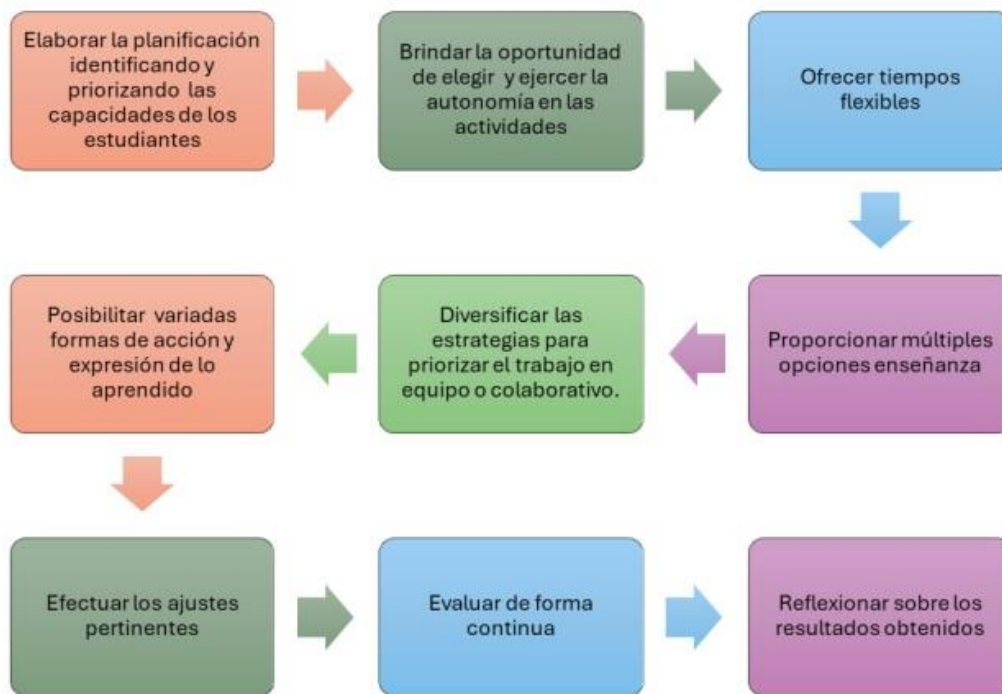 Elaborar la planificación
identificando y
priorizando las
capacidades de los
estudiantes
Brindar la oportunidad
de elegir y ejercer la
autonomía en las
actividades
Ofrecer tiempos
flexibles
Proporcionar múltiples
opciones enseñanza
Diversificar las
estrategias para
priorizar el trabajo en
equipo o colaborativo.
Posibilitar variadas
formas de acción y
expresión de lo
aprendido
Efectuar los ajustes
pertinentes
Evaluar de forma
continua
Reflexionar sobre los
resultados obtenidos